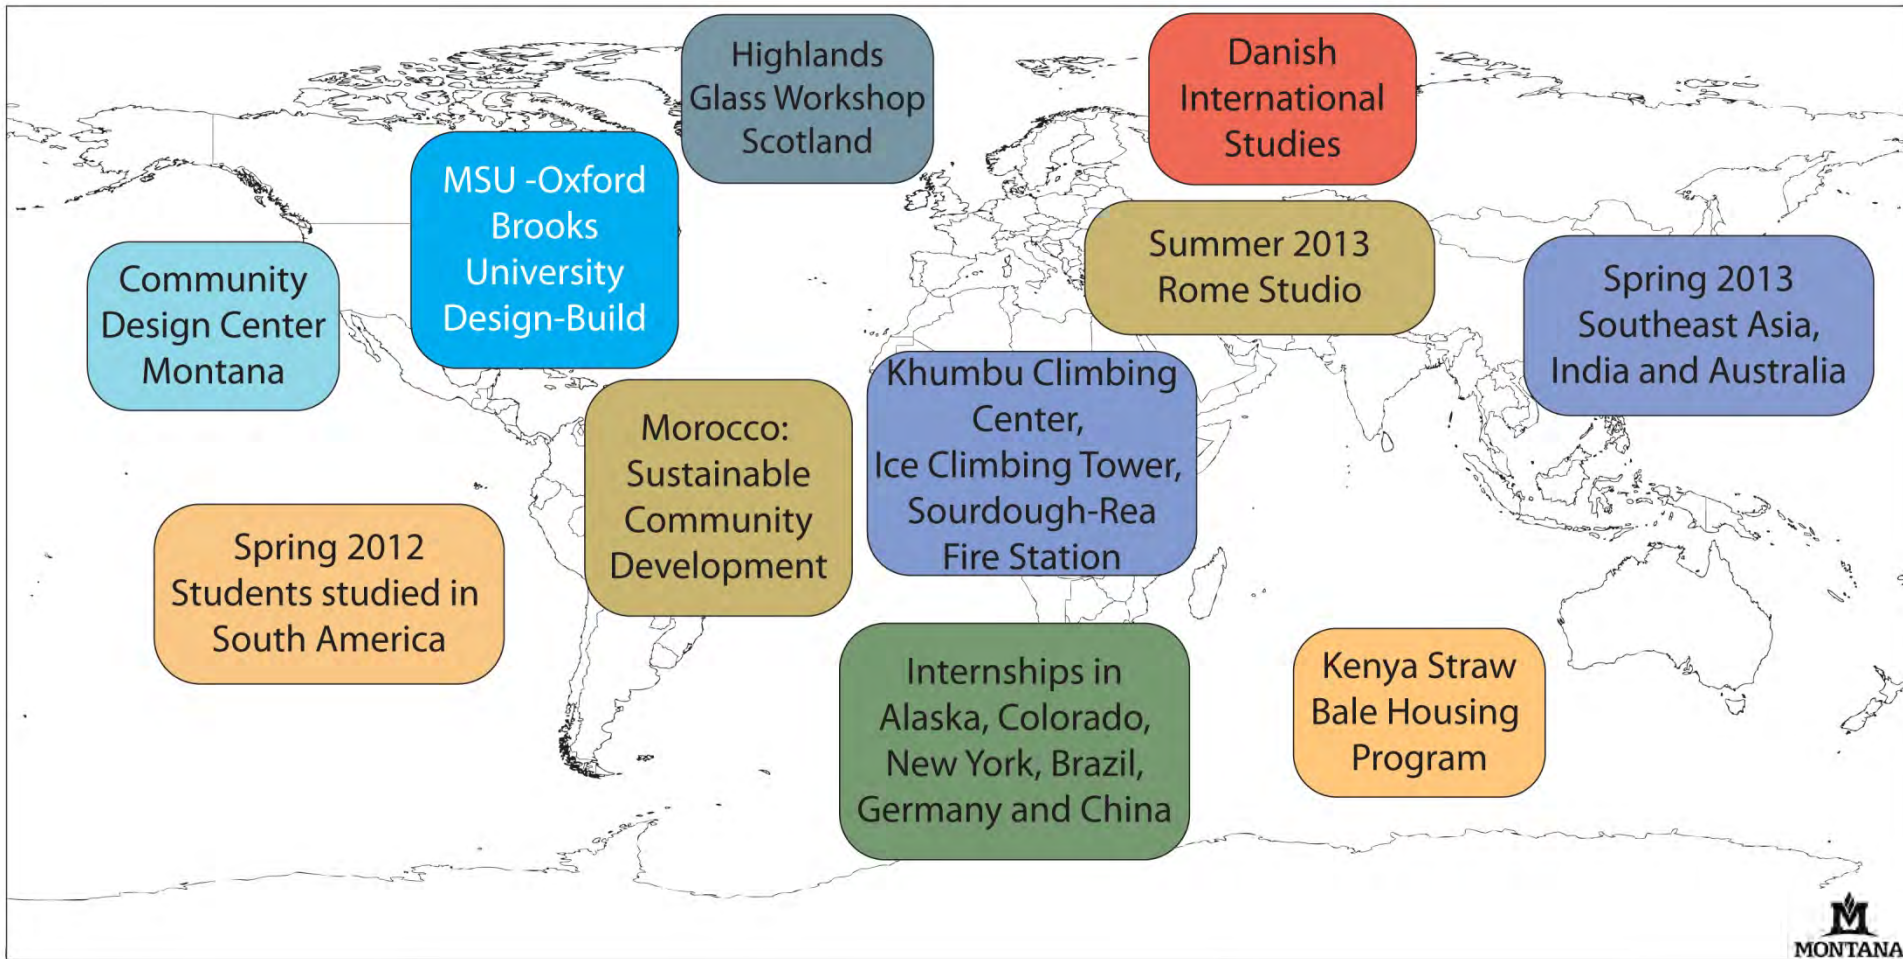 Highlands
Glass Workshop
Scotland
Danish
International
Studies
MSU -Oxford
Brooks
University
Design-Build
Summer 2013
Rome Studio
Community
Design Center
Montana
Spring 2013
Southeast Asia,
India and Australia
Khumbu Climbing
Center,
Ice Climbing Tower,
Sourdough-Rea
Fire Station
Morocco:
Sustainable
Community
Development
Spring 2012
Students studied in
South America
Internships in
Alaska, Colorado,
New York, Brazil,
Germany and China
Kenya Straw
Bale Housing
Program
M
MONTANA